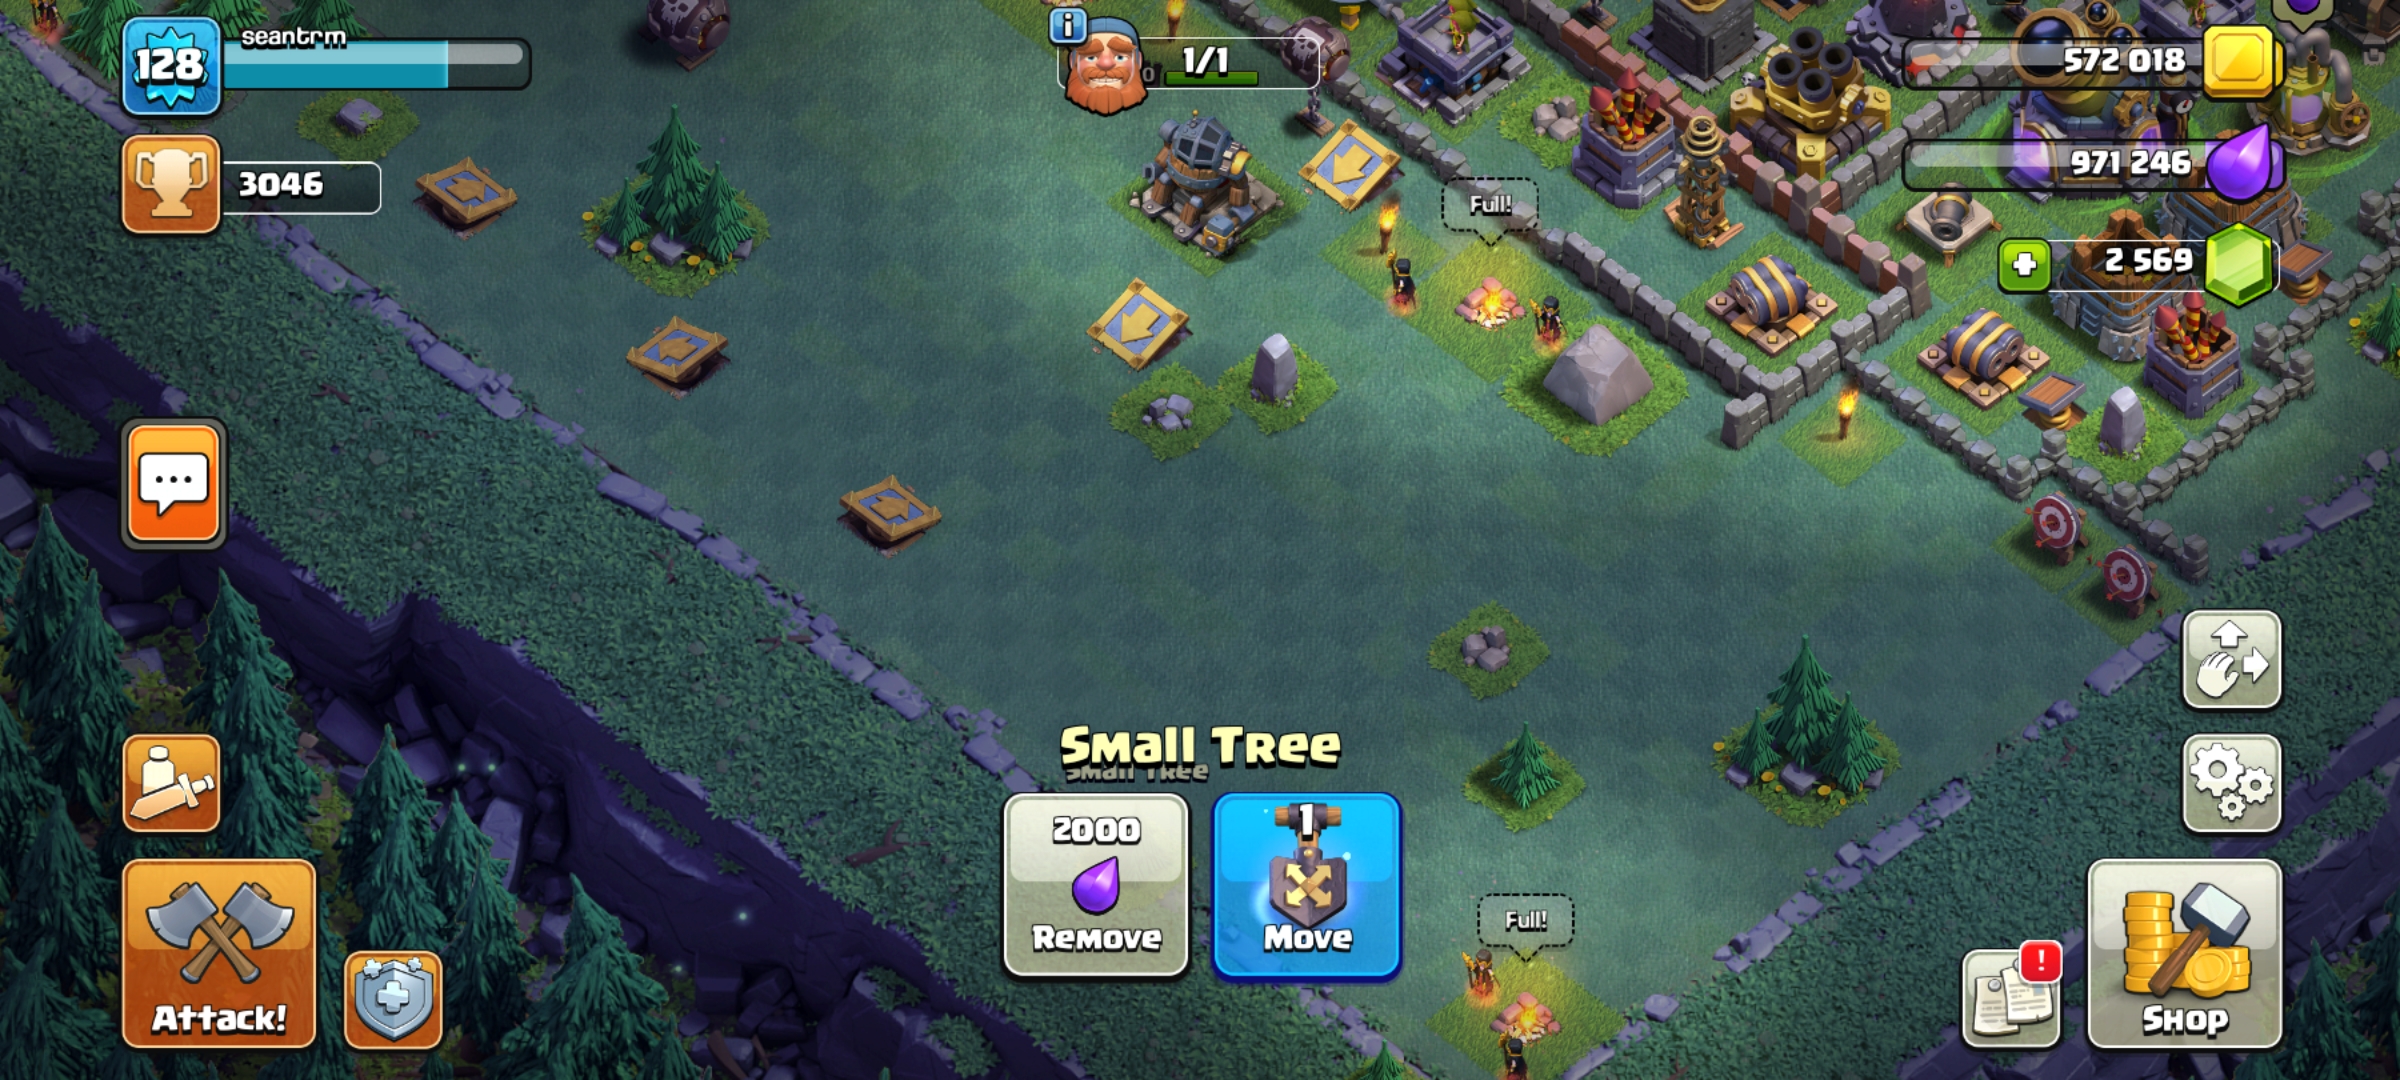 128
seantrm
1/1
572 018
3046
971 246
Full!
2 569
Small Tree
2000
Remove
1
Move
Full!
Attack!
!
Shop